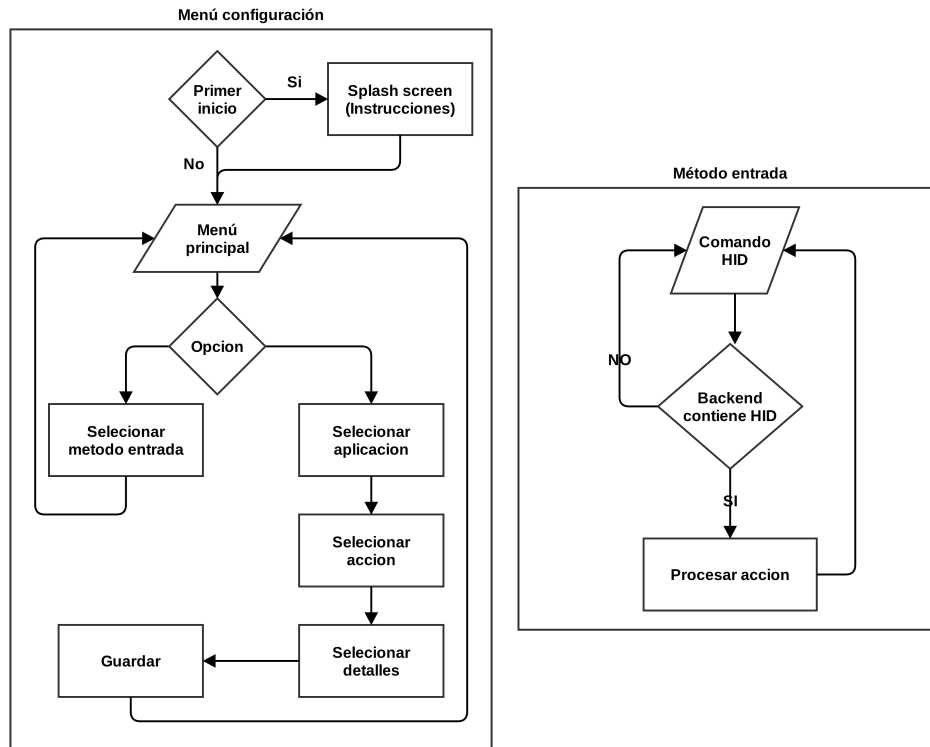 Menú configuración
Primer
inicio
Si
Splash screen
(Instrucciones)
No
Menú
principal
Opcion
Selecionar
metodo entrada
Selecionar
aplicacion
Selecionar
accion
Selecionar
detalles
Guardar
Método entrada
Comando
HID
NO
Backend
contiene HID
SI
Procesar accion